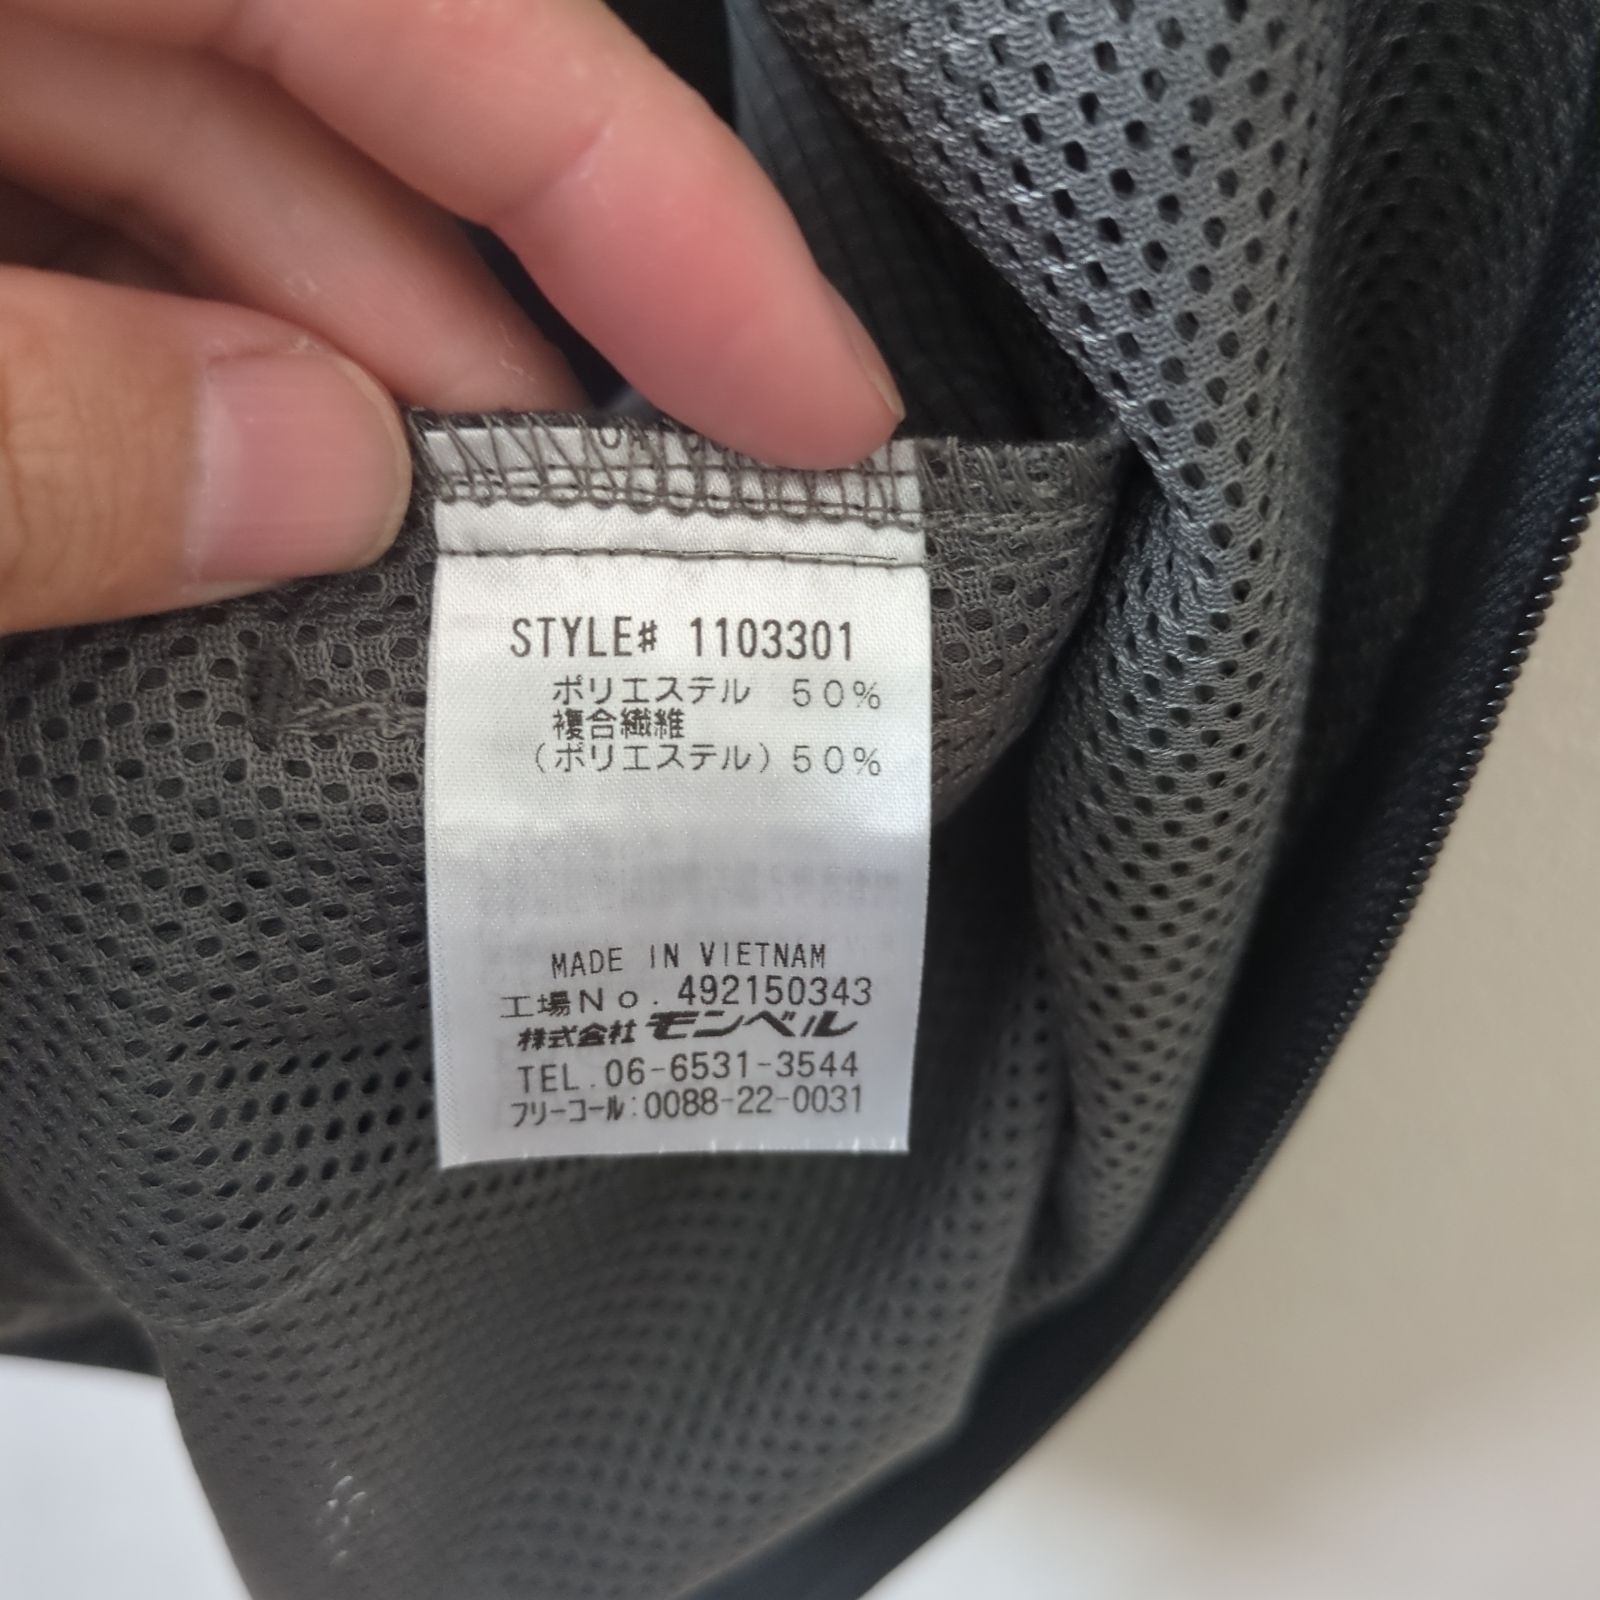 STYLE# 1103301
ポリエステル 50%
複合繊維
(ポリエステル) 50%
MADE IN VIETNAM
工場No. 492150343
株式会社 モンベル
TEL. 06-6531-3544
フリーコール:0088-22-0031